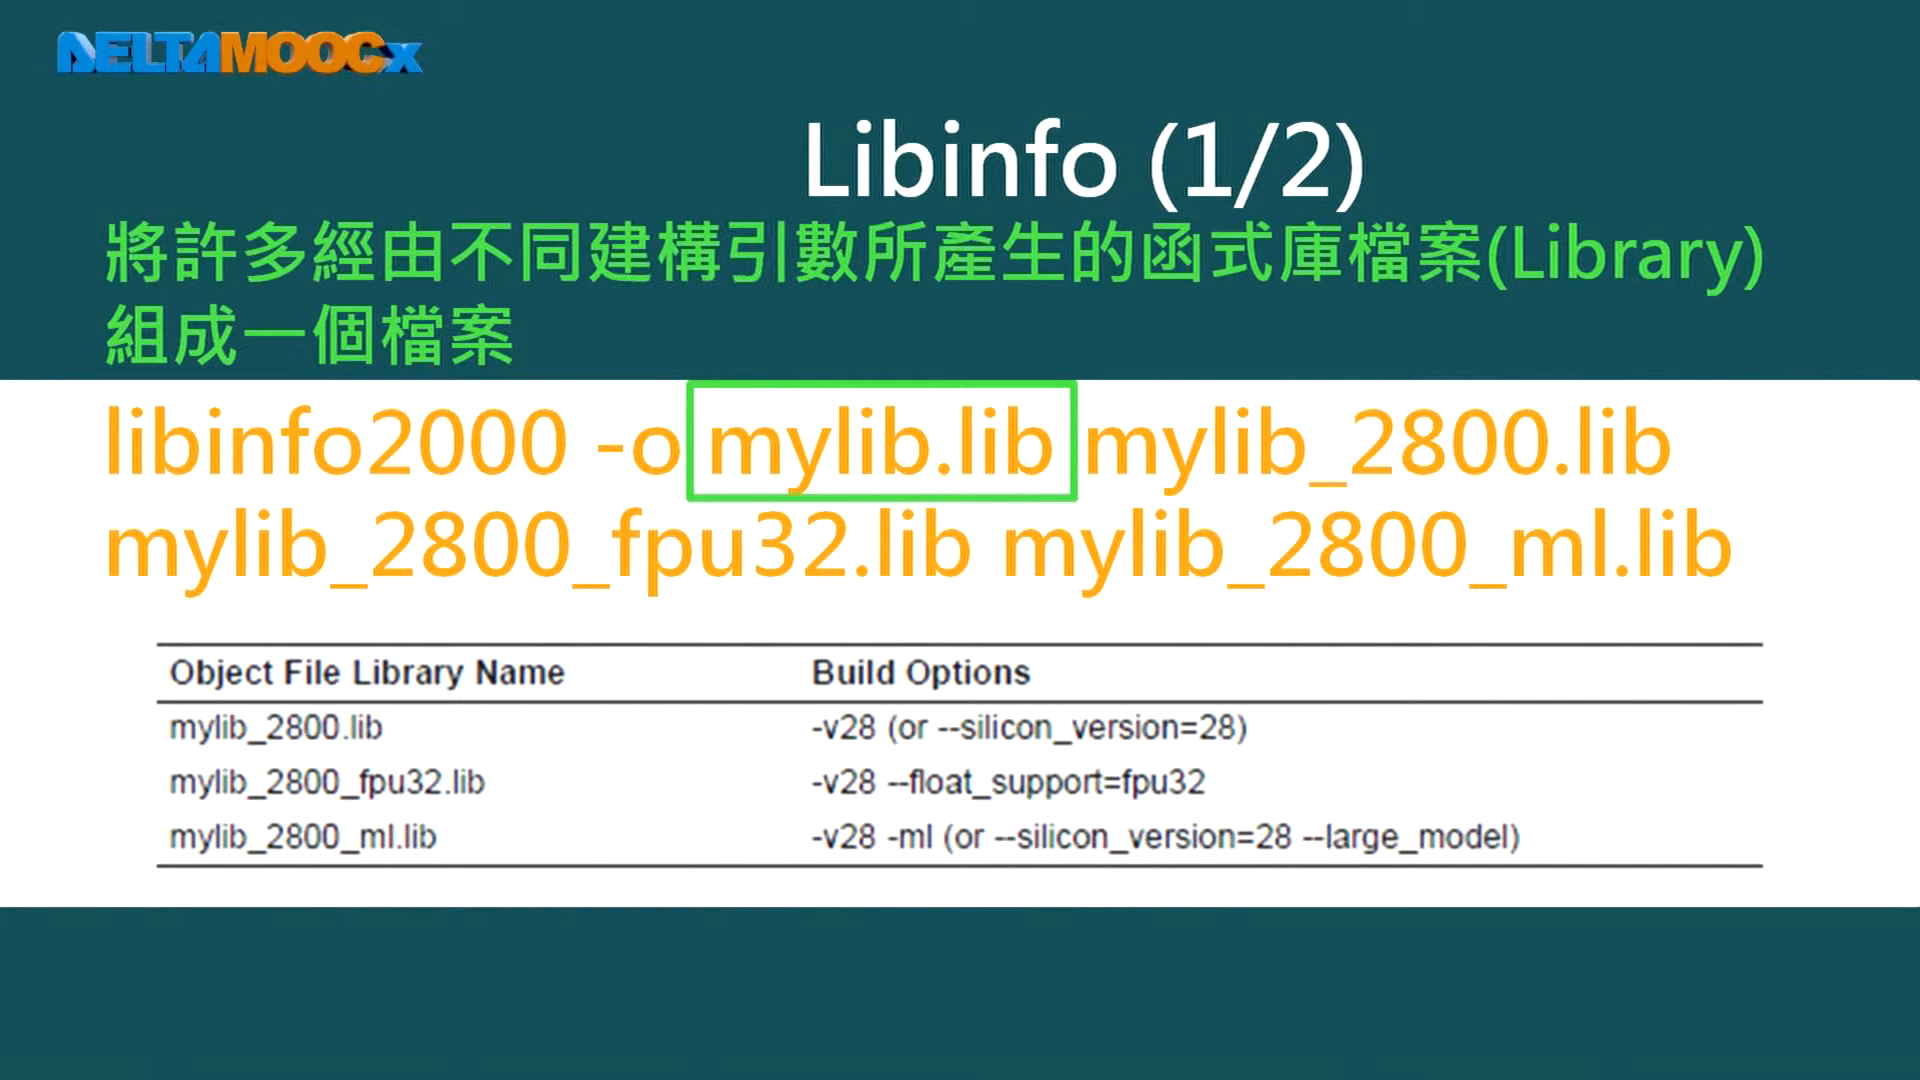 DELTAMOOCx
Libinfo (1/2)
將許多經由不同建構引數所產生的函式庫檔案(Library)
組成一個檔案
libinfo2000 -o mylib.lib mylib_2800.lib
mylib_2800_fpu32.lib mylib_2800_ml.lib
Object File Library Name Build Options
mylib_2800.lib -v28 (or --silicon_version=28)
mylib_2800_fpu32.lib -v28 --float_support=fpu32
mylib_2800_ml.lib -v28 -ml (or --silicon_version=28 --large_model)